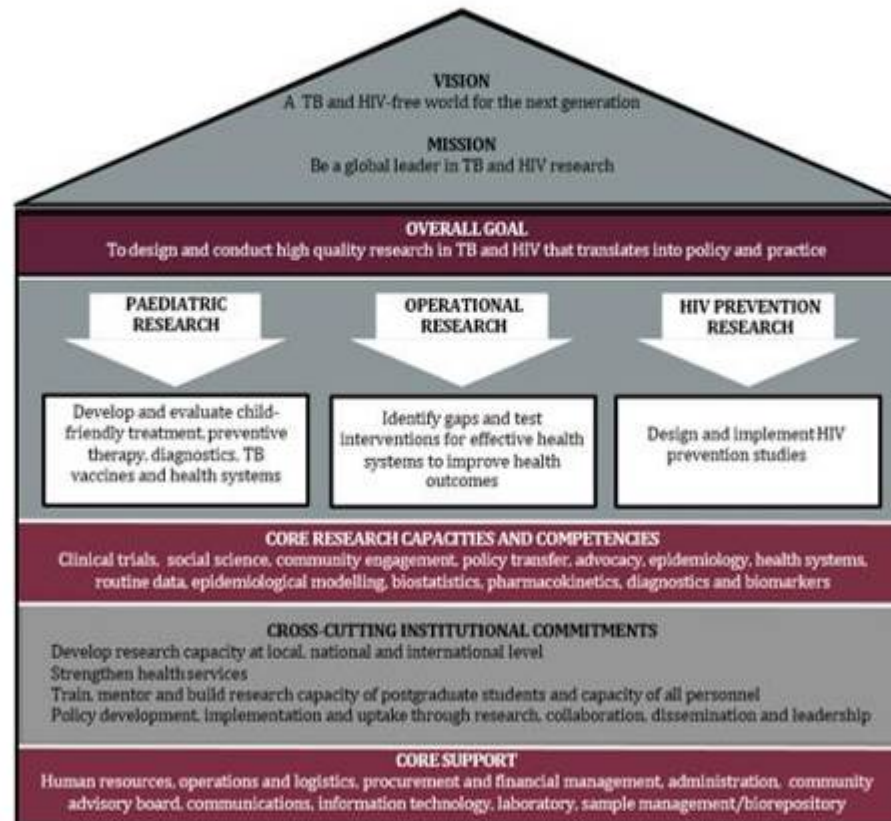 VISION
A TB and HIV-free world for the next generation
MISSION
Be a global leader in TB and HIV research
OVERALL GOAL
To design and conduct high quality research in TB and HIV that translates into policy and practice
PAEDIATRIC
RESEARCH
Develop and evaluate child-
friendly treatment, preventive
therapy, diagnostics, TB
vaccines and health systems
OPERATIONAL
RESEARCH
Identify gaps and test
interventions for effective health
systems to improve health
outcomes
HIV PREVENTION
RESEARCH
Design and implement HIV
prevention studies
CORE RESEARCH CAPACITIES AND COMPETENCIES
Clinical trials, social science, community engagement, policy transfer, advocacy, epidemiology, health systems,
routine data, epidemiological modelling, biostatistics, pharmacokinetics, diagnostics and biomarkers
CROSS-CUTTING INSTITUTIONAL COMMITMENTS
Develop research capacity at local, national and international level
Strengthen health services
Train, mentor and build research capacity of postgraduate students and capacity of all personnel
Policy development, implementation and uptake through research, collaboration, dissemination and leadership
CORE SUPPORT
Human resources, operations and logistics, procurement and financial management, administration, community
advisory board, communications, information technology, laboratory, sample management/biorepository